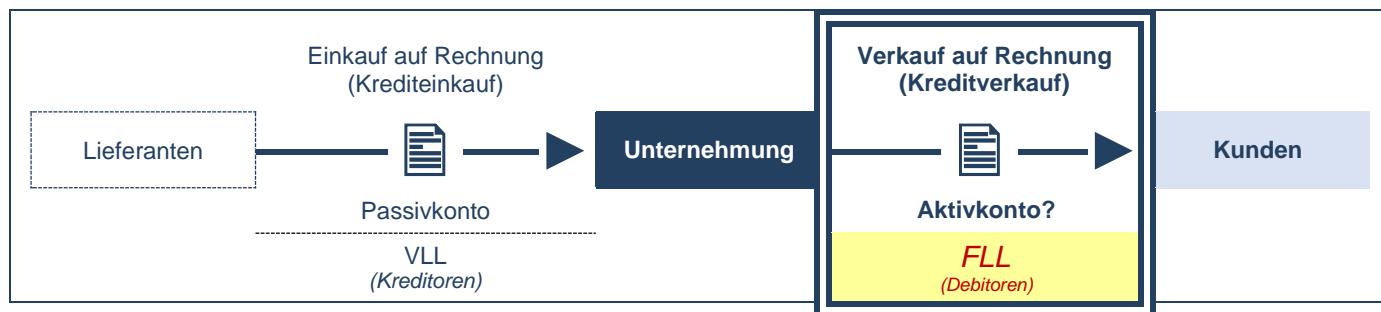 Einkauf auf Rechnung
(Krediteinkauf)
Verkauf auf Rechnung
(Kreditverkauf)
Lieferanten
Unternehmung
Kunden
Passivkonto
Aktivkonto?
VLL
(Kreditoren)
FLL
(Debitoren)